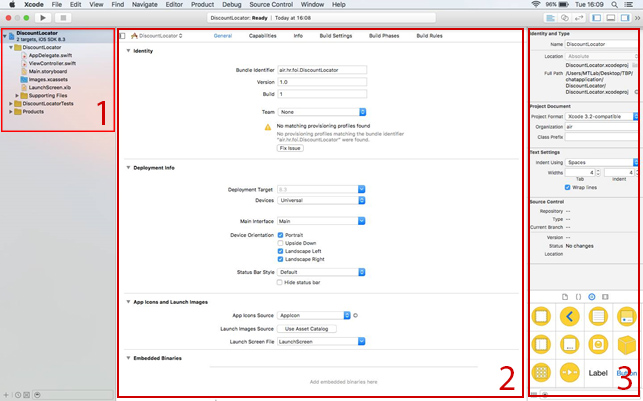 Xcode File Edit View Find Navigate Editor Product Debug Source Control Window Help
96% Tue 16:09
DiscountLocator: Ready | Today at 16:08
DiscountLocator
2 targets, iOS SDK 8.3
DiscountLocator
AppDelegate.swift
ViewController.swift
Main.storyboard
Images.xcassets
LaunchScreen.xib
Supporting Files
DiscountLocatorTests
Products
1
DiscountLocator
General Capabilities Info Build Settings Build Phases Build Rules
Identity
Bundle Identifier air.hr.foi.DiscountLocator
Version 1.0
Build 1
Team None
No matching provisioning profiles found
No provisioning profiles matching the bundle identifier
"air.hr.foi.DiscountLocator" were found.
Fix Issue
Deployment Info
Deployment Target 8.3
Devices Universal
Main Interface Main
Device Orientation Portrait
Upside Down
Landscape Left
Landscape Right
Status Bar Style Default
Hide status bar
App Icons and Launch Images
App Icons Source AppIcon
Launch Images Source Use Asset Catalog
Launch Screen File LaunchScreen
Embedded Binaries
Add embedded binaries here
2
Identity and Type
Name DiscountLocator
Location Absolute
DiscountLocator.xcodeproj
Full Path /Users/MTLab/Desktop/TBP/
chatapplication/
DiscountLocator/
DiscountLocator.xcodeproj
Project Document
Project Format Xcode 3.2-compatible
Organization air
Class Prefix
Text Settings
Indent Using Spaces
Widths 4 4
Tab Indent
Wrap lines
Source Control
Repository --
Type --
Current Branch --
Version --
Status No changes
Location
Label Button
3